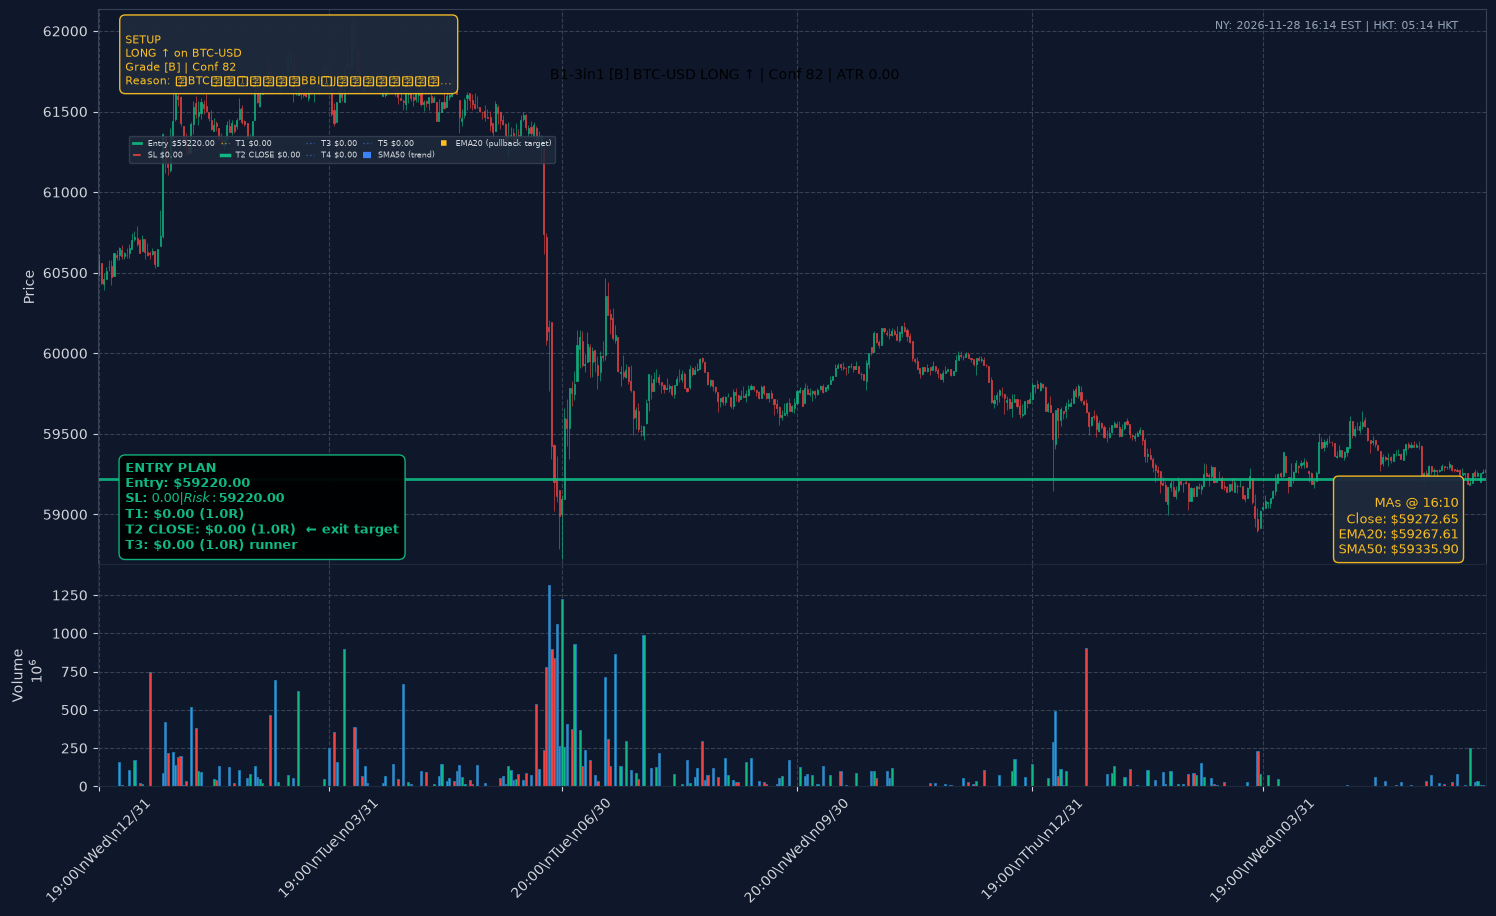 NY: 2026-11-28 16:14 EST | HKT: 05:14 HKT
SETUP
LONG ↑ on BTC-USD
Grade [B] | Conf 82
Reason: BTC BBI ...
B1-3in1 [B] BTC-USD LONG ↑ | Conf 82 | ATR 0.00
Entry $59220.00
SL $0.00
T1 $0.00
T2 CLOSE $0.00
T3 $0.00
T4 $0.00
T5 $0.00
SMA50 (trend)
EMA20 (pullback target)
62000
61500
61000
60500
60000
59500
59000
Price
ENTRY PLAN
Entry: $59220.00
SL: 0.00|Risk:59220.00
T1: $0.00 (1.0R)
T2 CLOSE: $0.00 (1.0R) ← exit target
T3: $0.00 (1.0R) runner
MAs @ 16:10
Close: $59272.65
EMA20: $59267.61
SMA50: $59335.90
1250
1000
750
500
250
0
Volume
10⁶
19:00\nWed\n12/31
19:00\nTue\n03/31
20:00\nTue\n06/30
20:00\nWed\n09/30
19:00\nThu\n12/31
19:00\nWed\n03/31